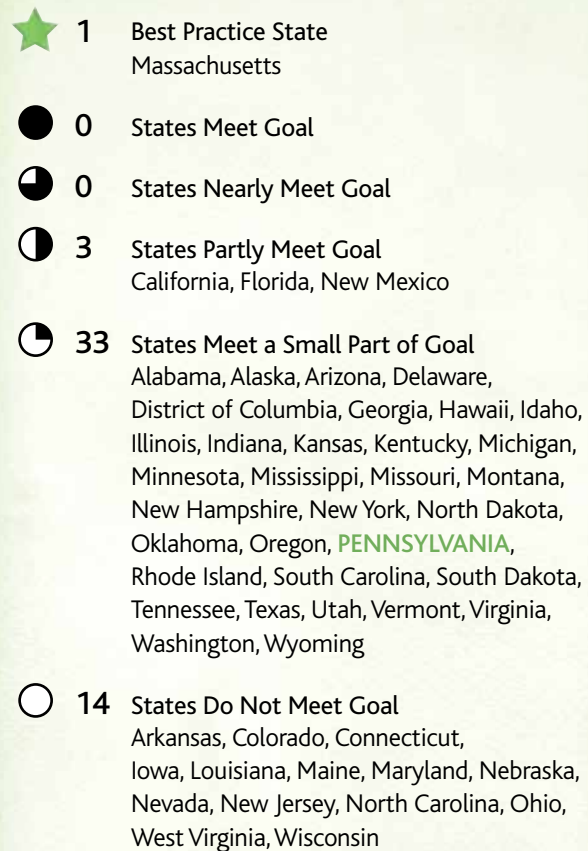 1 Best Practice State
Massachusetts
0 States Meet Goal
0 States Nearly Meet Goal
3 States Partly Meet Goal
California, Florida, New Mexico
33 States Meet a Small Part of Goal
Alabama, Alaska, Arizona, Delaware,
District of Columbia, Georgia, Hawaii, Idaho,
Illinois, Indiana, Kansas, Kentucky, Michigan,
Minnesota, Mississippi, Missouri, Montana,
New Hampshire, New York, North Dakota,
Oklahoma, Oregon, PENNSYLVANIA,
Rhode Island, South Carolina, South Dakota,
Tennessee, Texas, Utah, Vermont, Virginia,
Washington, Wyoming
14 States Do Not Meet Goal
Arkansas, Colorado, Connecticut,
Iowa, Louisiana, Maine, Maryland, Nebraska,
Nevada, New Jersey, North Carolina, Ohio,
West Virginia, Wisconsin